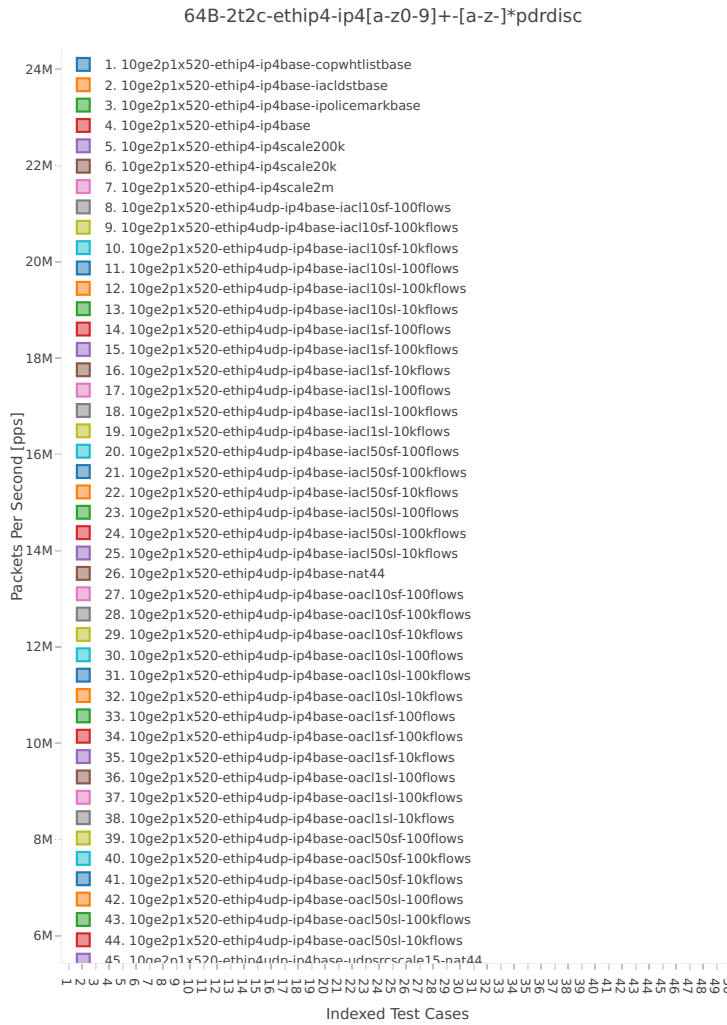 64B-2t2c-ethip4-ip4[a-z0-9]+-[a-z-]*pdrdisc
24M
22M
20M
18M
16M
14M
12M
10M
8M
6M
Packets Per Second [pps]
1. 10ge2p1x520-ethip4-ip4base-copwhtlistbase
2. 10ge2p1x520-ethip4-ip4base-iacldstbase
3. 10ge2p1x520-ethip4-ip4base-ipolicemarkbase
4. 10ge2p1x520-ethip4-ip4base
5. 10ge2p1x520-ethip4-ip4scale200k
6. 10ge2p1x520-ethip4-ip4scale20k
7. 10ge2p1x520-ethip4-ip4scale2m
8. 10ge2p1x520-ethip4udp-ip4base-iacl10sf-100flows
9. 10ge2p1x520-ethip4udp-ip4base-iacl10sf-100kflows
10. 10ge2p1x520-ethip4udp-ip4base-iacl10sf-10kflows
11. 10ge2p1x520-ethip4udp-ip4base-iacl10sl-100flows
12. 10ge2p1x520-ethip4udp-ip4base-iacl10sl-100kflows
13. 10ge2p1x520-ethip4udp-ip4base-iacl10sl-10kflows
14. 10ge2p1x520-ethip4udp-ip4base-iacl1sf-100flows
15. 10ge2p1x520-ethip4udp-ip4base-iacl1sf-100kflows
16. 10ge2p1x520-ethip4udp-ip4base-iacl1sf-10kflows
17. 10ge2p1x520-ethip4udp-ip4base-iacl1sl-100flows
18. 10ge2p1x520-ethip4udp-ip4base-iacl1sl-100kflows
19. 10ge2p1x520-ethip4udp-ip4base-iacl1sl-10kflows
20. 10ge2p1x520-ethip4udp-ip4base-iacl50sf-100flows
21. 10ge2p1x520-ethip4udp-ip4base-iacl50sf-100kflows
22. 10ge2p1x520-ethip4udp-ip4base-iacl50sf-10kflows
23. 10ge2p1x520-ethip4udp-ip4base-iacl50sl-100flows
24. 10ge2p1x520-ethip4udp-ip4base-iacl50sl-100kflows
25. 10ge2p1x520-ethip4udp-ip4base-iacl50sl-10kflows
26. 10ge2p1x520-ethip4udp-ip4base-nat44
27. 10ge2p1x520-ethip4udp-ip4base-oacl10sf-100flows
28. 10ge2p1x520-ethip4udp-ip4base-oacl10sf-100kflows
29. 10ge2p1x520-ethip4udp-ip4base-oacl10sf-10kflows
30. 10ge2p1x520-ethip4udp-ip4base-oacl10sl-100flows
31. 10ge2p1x520-ethip4udp-ip4base-oacl10sl-100kflows
32. 10ge2p1x520-ethip4udp-ip4base-oacl10sl-10kflows
33. 10ge2p1x520-ethip4udp-ip4base-oacl1sf-100flows
34. 10ge2p1x520-ethip4udp-ip4base-oacl1sf-100kflows
35. 10ge2p1x520-ethip4udp-ip4base-oacl1sf-10kflows
36. 10ge2p1x520-ethip4udp-ip4base-oacl1sl-100flows
37. 10ge2p1x520-ethip4udp-ip4base-oacl1sl-100kflows
38. 10ge2p1x520-ethip4udp-ip4base-oacl1sl-10kflows
39. 10ge2p1x520-ethip4udp-ip4base-oacl50sf-100flows
40. 10ge2p1x520-ethip4udp-ip4base-oacl50sf-100kflows
41. 10ge2p1x520-ethip4udp-ip4base-oacl50sf-10kflows
42. 10ge2p1x520-ethip4udp-ip4base-oacl50sl-100flows
43. 10ge2p1x520-ethip4udp-ip4base-oacl50sl-100kflows
44. 10ge2p1x520-ethip4udp-ip4base-oacl50sl-10kflows
45. 10ge2p1x520-ethip4udp-ip4base-udpsrcscale15-nat44
1
2
3
4
5
6
7
8
9
10
11
12
13
14
15
16
17
18
19
20
21
22
23
24
25
26
27
28
29
30
31
32
33
34
35
36
37
38
39
40
41
42
43
44
45
46
47
48
49
Indexed Test Cases